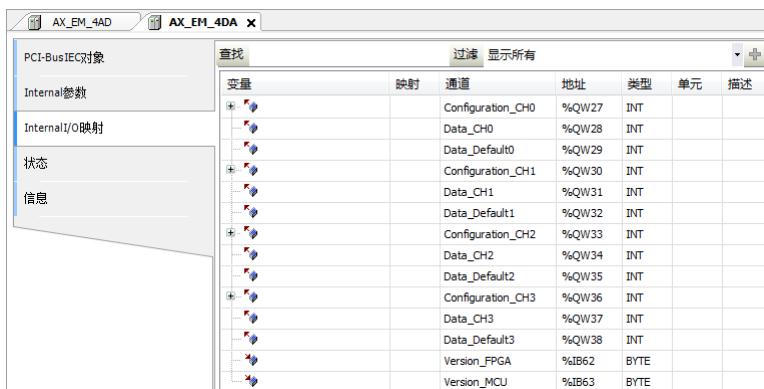 AX_EM_4AD AX_EM_4DA X
PCI-BusIEC对象
Internal参数
InternalI/O映射
状态
信息
查找 过滤 显示所有
变量 映射 通道 地址 类型 单元 描述
Configuration_CH0 %QW27 INT
Data_CH0 %QW28 INT
Data_Default0 %QW29 INT
Configuration_CH1 %QW30 INT
Data_CH1 %QW31 INT
Data_Default1 %QW32 INT
Configuration_CH2 %QW33 INT
Data_CH2 %QW34 INT
Data_Default2 %QW35 INT
Configuration_CH3 %QW36 INT
Data_CH3 %QW37 INT
Data_Default3 %QW38 INT
Version_FPGA %IB62 BYTE
Version_MCU %IB63 BYTE